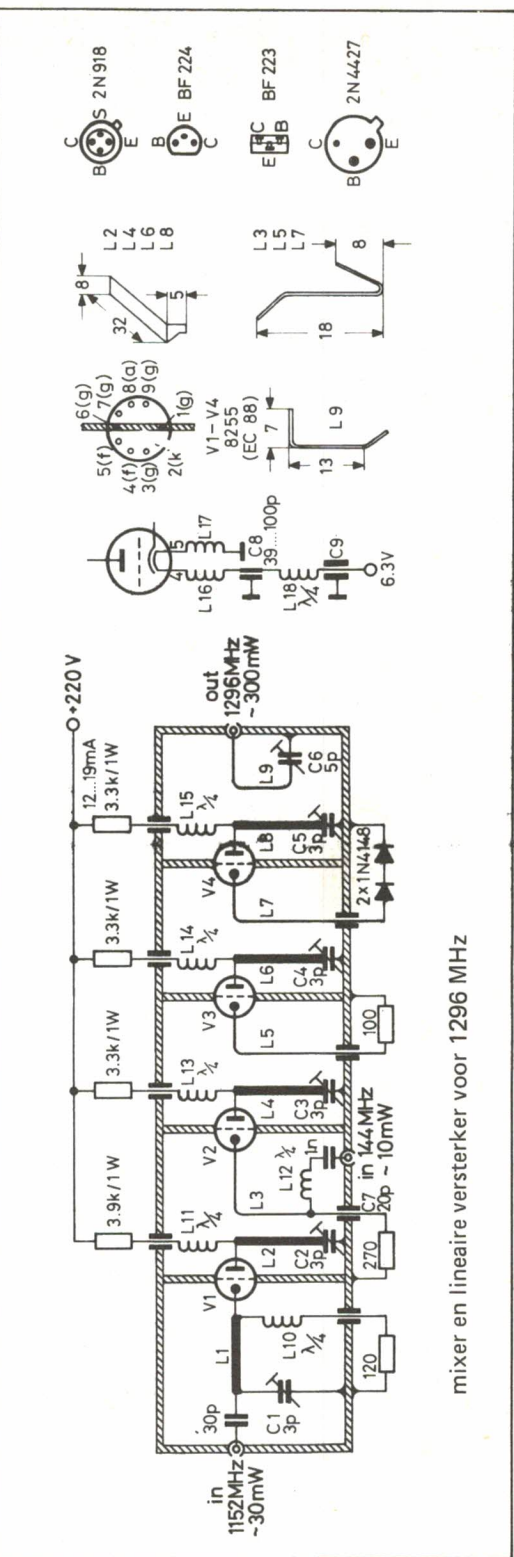 in
1152MHz
~30mW
30p
C1
3p
L1
L10
λ/4
120
V1
3.9k/1W
L11
λ/4
L2
C2
3p
270
C7
20p
in 144MHz
~ 10mW
1n
L12 λ/4
L3
V2
3.3k/1W
L13
λ/4
L4
C3
3p
L5
100
V3
3.3k/1W
L14
λ/4
L6
C4
3p
L7
V4
12...19mA
3.3k/1W
L15
λ/4
L8
C5
3p
2x1N4148
+220V
L9
C6
5p
out
1296MHz
~ 300mW
4
5
L16
L17
C8
39...100p
L18
λ/4
C9
6.3V
5(f)
6(g)
7(g)
8(a)
9(g)
4(f)
3(g)
2(k
1(g)
V1-V4
8255
(EC 88)
7
13
L9
8
32
5
L2
L4
L6
L8
18
8
L3
L5
L7
C
B
S
E
2N918
B
E
C
BF224
E
C
B
BF 223
C
B
E
2N4427
mixer en lineaire versterker voor 1296 MHz